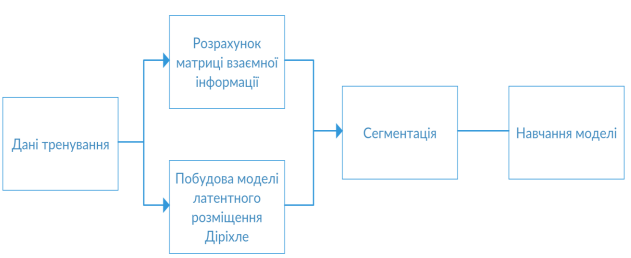 Дані тренування
Розрахунок
матриці взаємної
інформації
Побудова моделі
латентного
розміщення
Діріхле
Сегментація
Навчання моделі